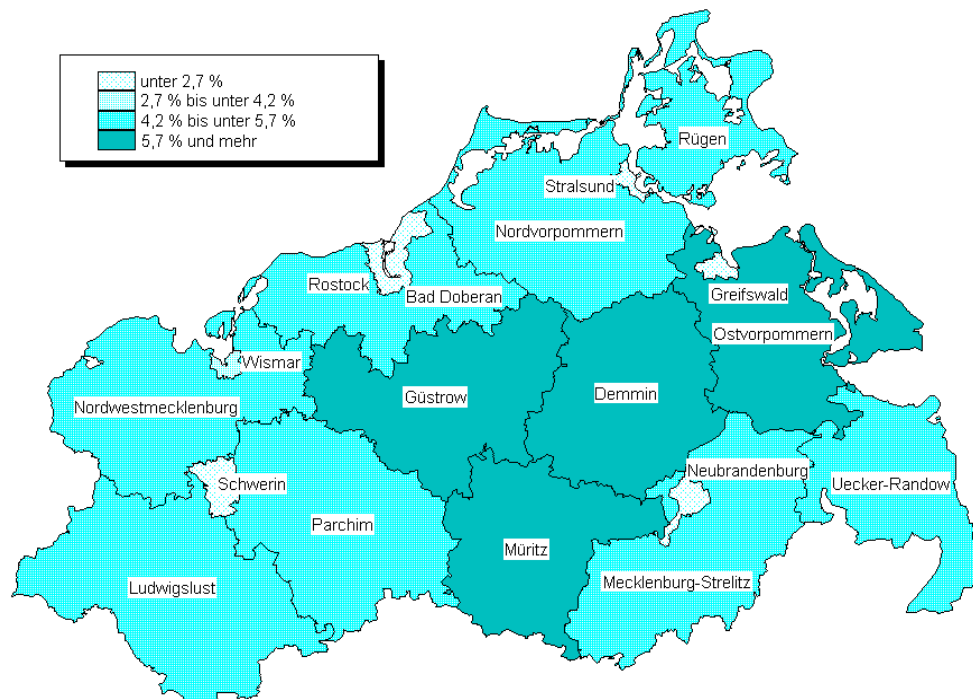 unter 2,7 %
2,7 % bis unter 4,2 %
4,2 % bis unter 5,7 %
5,7 % und mehr
Rügen
Stralsund
Nordvorpommern
Rostock
Bad Doberan
Greifswald
Ostvorpommern
Wismar
Güstrow
Demmin
Nordwestmecklenburg
Schwerin
Neubrandenburg
Uecker-Randow
Parchim
Müritz
Ludwigslust
Mecklenburg-Strelitz